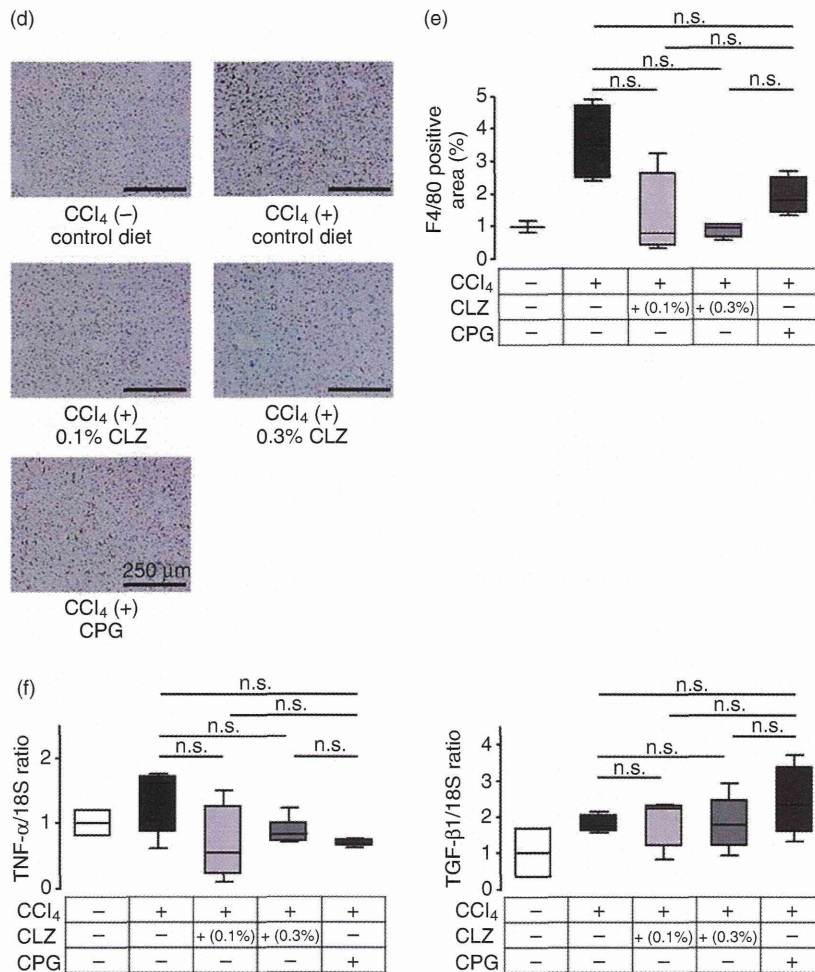 (d)
CCl₄ (–)
control diet
CCl₄ (+)
control diet
CCl₄ (+)
0.1% CLZ
CCl₄ (+)
0.3% CLZ
250 μm
CCl₄ (+)
CPG
(e)
n.s.
n.s.
n.s.
n.s.
n.s.
F4/80 positive
area (%)
5
4
3
2
1
0
CCl₄ – + + + +
CLZ – – + (0.1%) + (0.3%) –
CPG – – – – +
(f)
n.s.
n.s.
n.s.
n.s.
n.s.
TNF-α/18S ratio
2
1
0
CCl₄ – + + + +
CLZ – – + (0.1%) + (0.3%) –
CPG – – – – +
n.s.
n.s.
n.s.
n.s.
n.s.
TGF-β1/18S ratio
4
3
2
1
0
CCl₄ – + + + +
CLZ – – + (0.1%) + (0.3%) –
CPG – – – – +